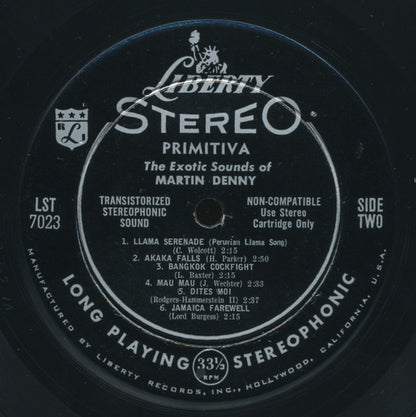 LIBERTY
STEREO
PRIMITIVA
The Exotic Sounds of
MARTIN DENNY
LST
7023
TRANSISTORIZED
STEREOPHONIC
SOUND
NON-COMPATIBLE
Use Stereo
Cartridge Only
SIDE
TWO
1. LLAMA SERENADE (Peruvian Llama Song)
(C. Wolcott) 2:15
2. AKAKA FALLS (H. Parker) 2:50
3. BANGKOK COCKFIGHT
(L. Baxter) 2:15
4. MAU MAU (J. Wechter) 2:30
5. DITES MOI
(Rodgers-Hammerstein II) 2:37
6. JAMAICA FAREWELL
(Lord Burgess) 2:15
LONG PLAYING 33⅓ RPM STEREOPHONIC
MANUFACTURED BY LIBERTY RECORDS, INC., HOLLYWOOD, CALIFORNIA, U.S.A.